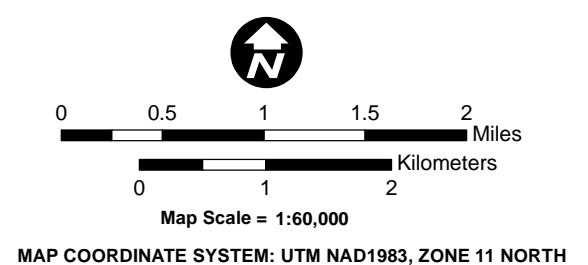 N
0 0.5 1 1.5 2
Miles
Kilometers
0 1 2
Map Scale = 1:60,000
MAP COORDINATE SYSTEM: UTM NAD1983, ZONE 11 NORTH